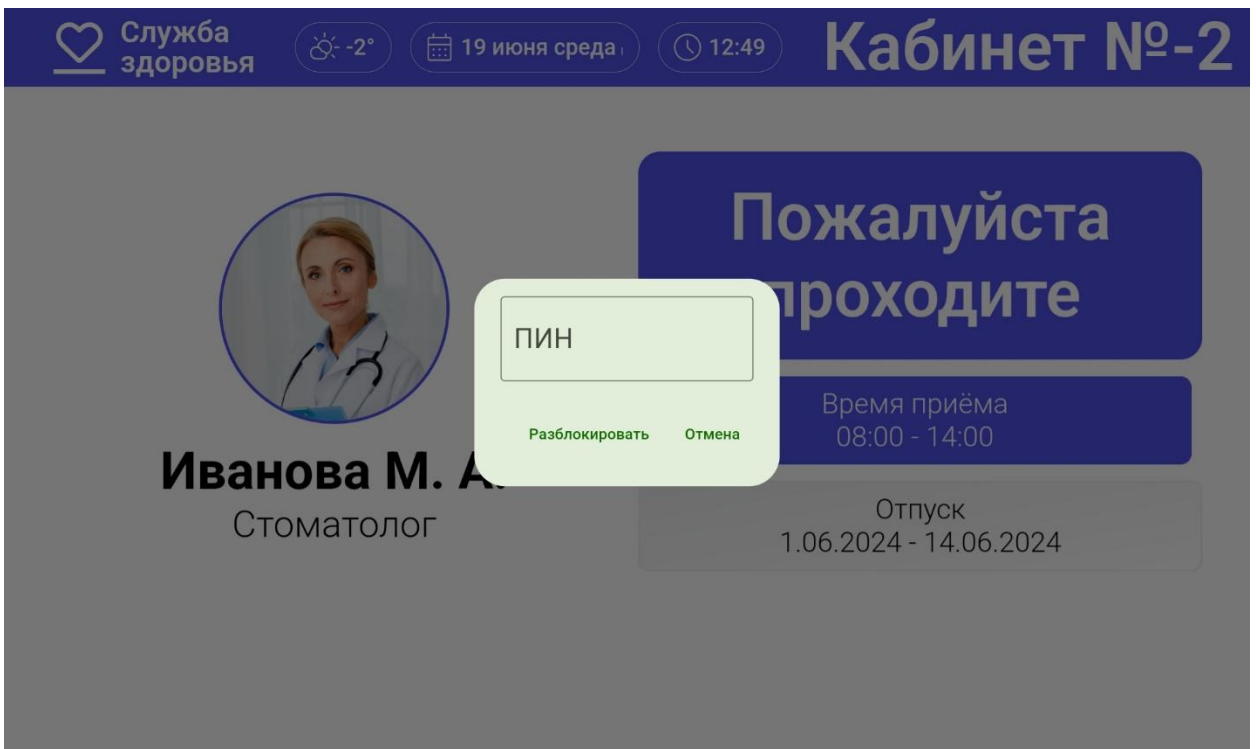 Служба
здоровья
-2°
19 июня среда
12:49
Кабинет №-2
Пожалуйста
проходите
ПИН
Разблокировать Отмена
Время приёма
08:00 - 14:00
Иванова М. А.
Стоматолог
Отпуск
1.06.2024 - 14.06.2024